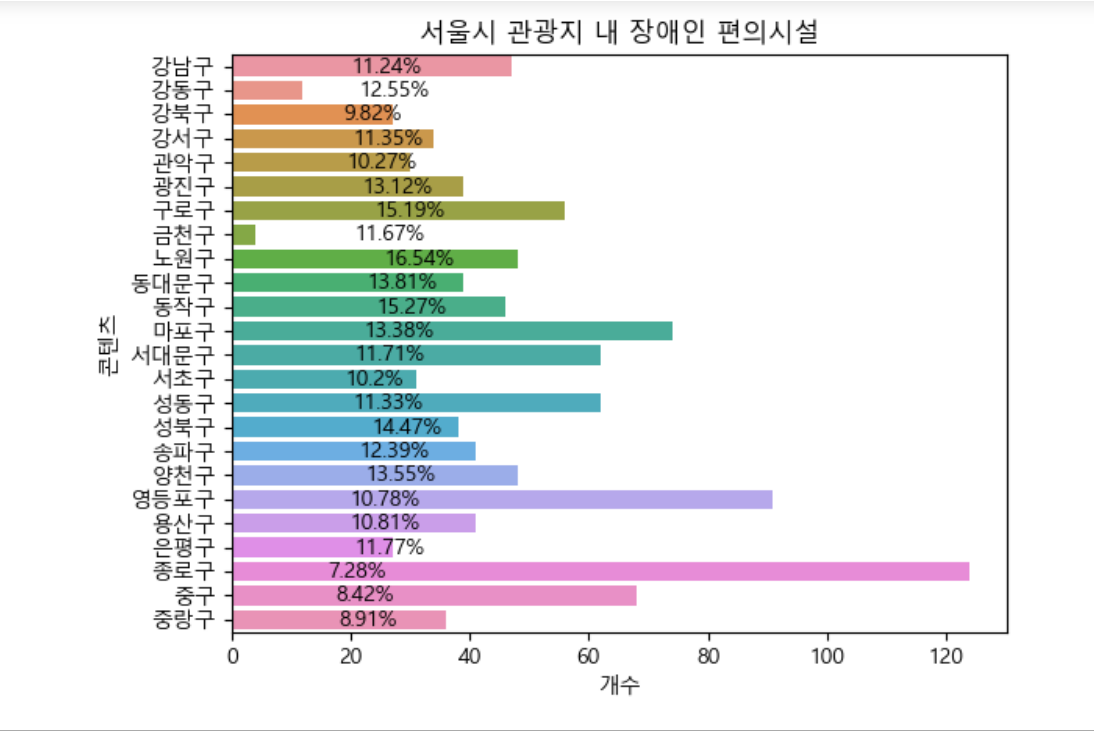 서울시 관광지 내 장애인 편의시설
강남구 11.24%
강동구 12.55%
강북구 9.82%
강서구 11.35%
관악구 10.27%
광진구 13.12%
구로구 15.19%
금천구 11.67%
노원구 16.54%
동대문구 13.81%
동작구 15.27%
마포구 13.38%
서대문구 11.71%
서초구 10.2%
성동구 11.33%
성북구 14.47%
송파구 12.39%
양천구 13.55%
영등포구 10.78%
용산구 10.81%
은평구 11.77%
종로구 7.28%
중구 8.42%
중랑구 8.91%
콘텐츠
0 20 40 60 80 100 120
개수